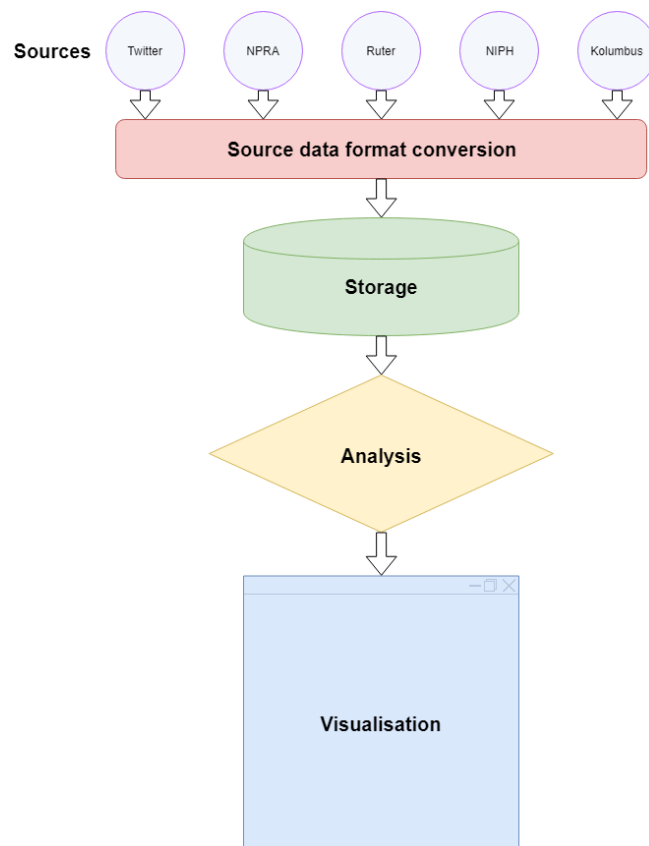 Sources
Twitter
NPRA
Ruter
NIPH
Kolumbus
Source data format conversion
Storage
Analysis
Visualisation